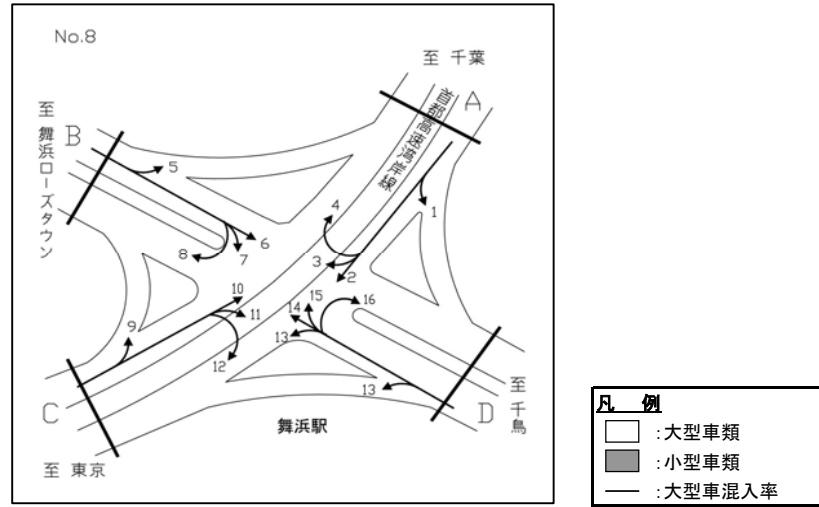 No.8
至 千葉
A
首都高速湾岸線
至 舞浜ローズタウン
B
5
1
4
6
7
8
3
2
10
11
15
16
14
9
13
12
13
C
D
至 千鳥
舞浜駅
至 東京
凡 例
:大型車類
:小型車類
:大型車混入率